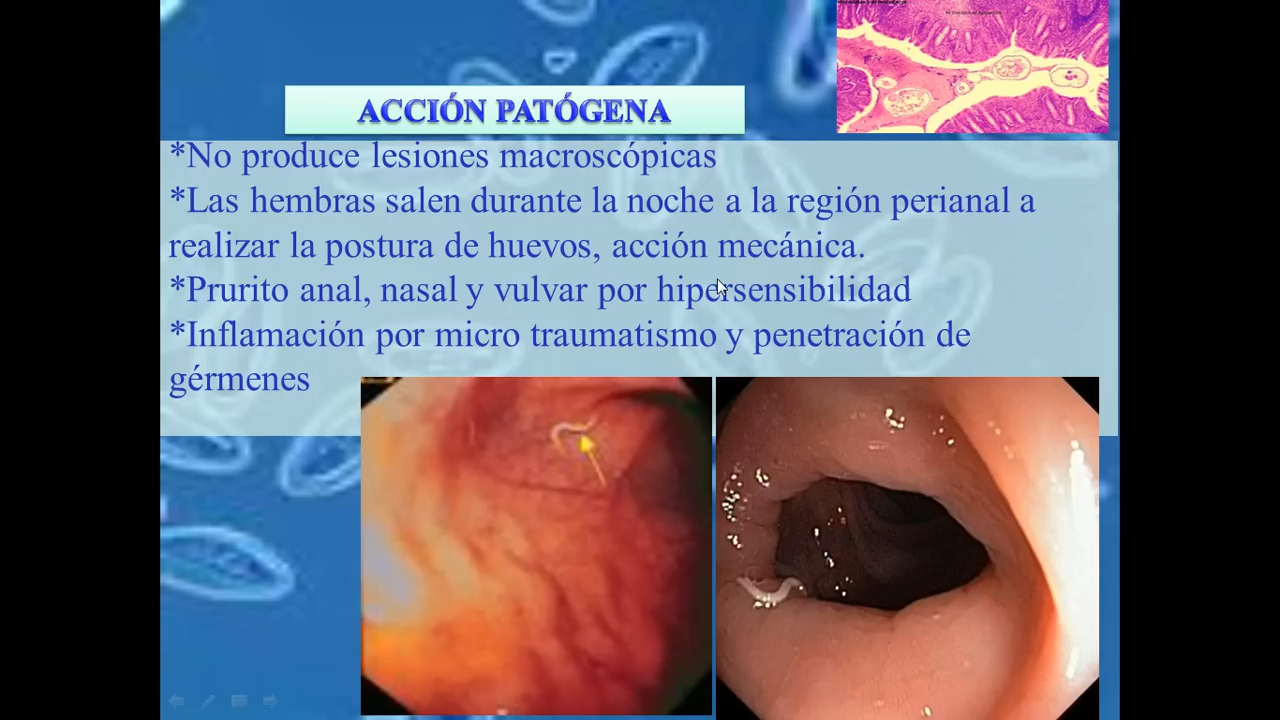 ACCIÓN PATÓGENA
*No produce lesiones macroscópicas
*Las hembras salen durante la noche a la región perianal a
realizar la postura de huevos, acción mecánica.
*Prurito anal, nasal y vulvar por hipersensibilidad
*Inflamación por micro traumatismo y penetración de
gérmenes